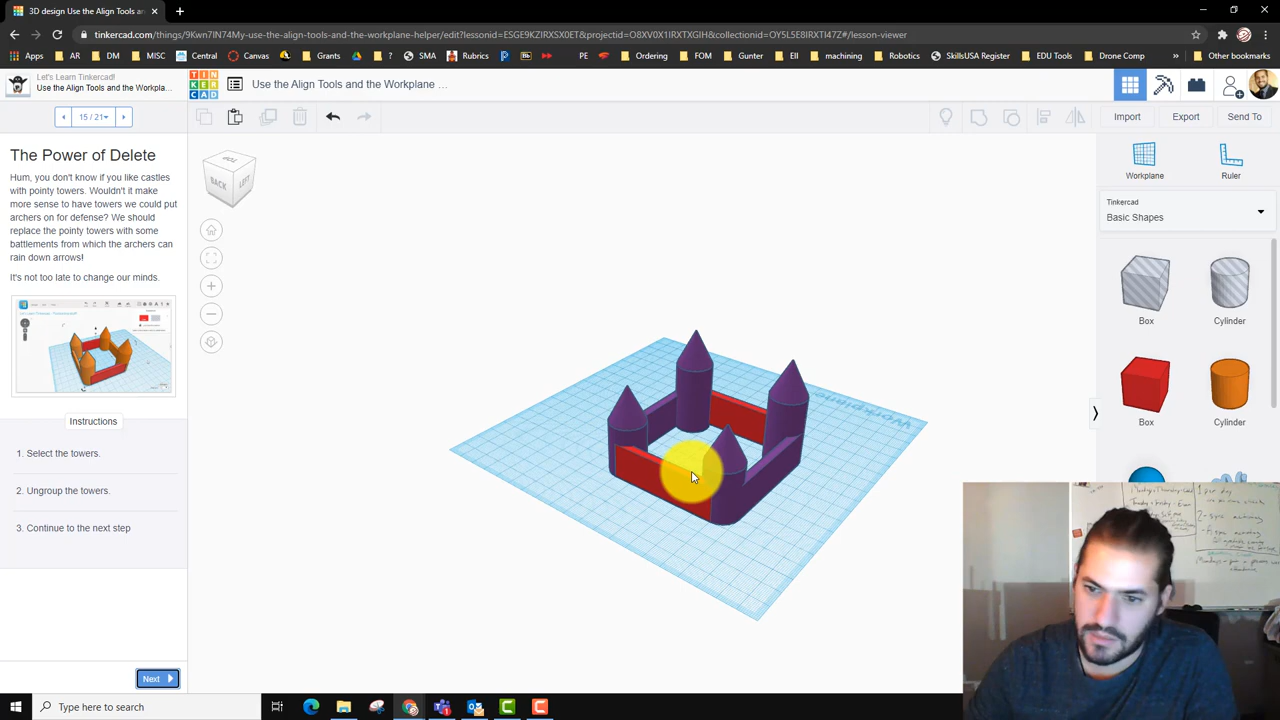 3D design Use the Align Tools and
tinkercad.com/things/9Kwn7IN74My-use-the-align-tools-and-the-workplane-helper/edit?lessonid=ESGE9KZIRXSX0ET&projectid=O8XV0X1IRXTXGIH&collectionid=OY5L5E8IRXTI47Z#/lesson-viewer
Apps AR DM MISC Central Canvas Grants ? SMA Rubrics PE Ordering FOM Gunter EII machining Robotics SkillsUSA Register EDU Tools Drone Comp Other bookmarks
Let's Learn Tinkercad!
Use the Align Tools and the Workpla...
TIN
KER
CAD
Use the Align Tools and the Workplane ...
15 / 21
Import Export Send To
The Power of Delete
Hum, you don't know if you like castles
with pointy towers. Wouldn't it make
more sense to have towers we could put
archers on for defense? We should
replace the pointy towers with some
battlements from which the archers can
rain down arrows!
It's not too late to change our minds.
Instructions
1. Select the towers.
2. Ungroup the towers.
3. Continue to the next step
Next
TOP
BACK LEFT
Workplane
Workplane Ruler
Tinkercad
Basic Shapes
Box Cylinder
Box Cylinder
Type here to search